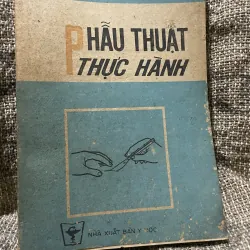 PHẪU THUẬT
THỰC HÀNH
NHÀ XUẤT BẢN Y HỌC